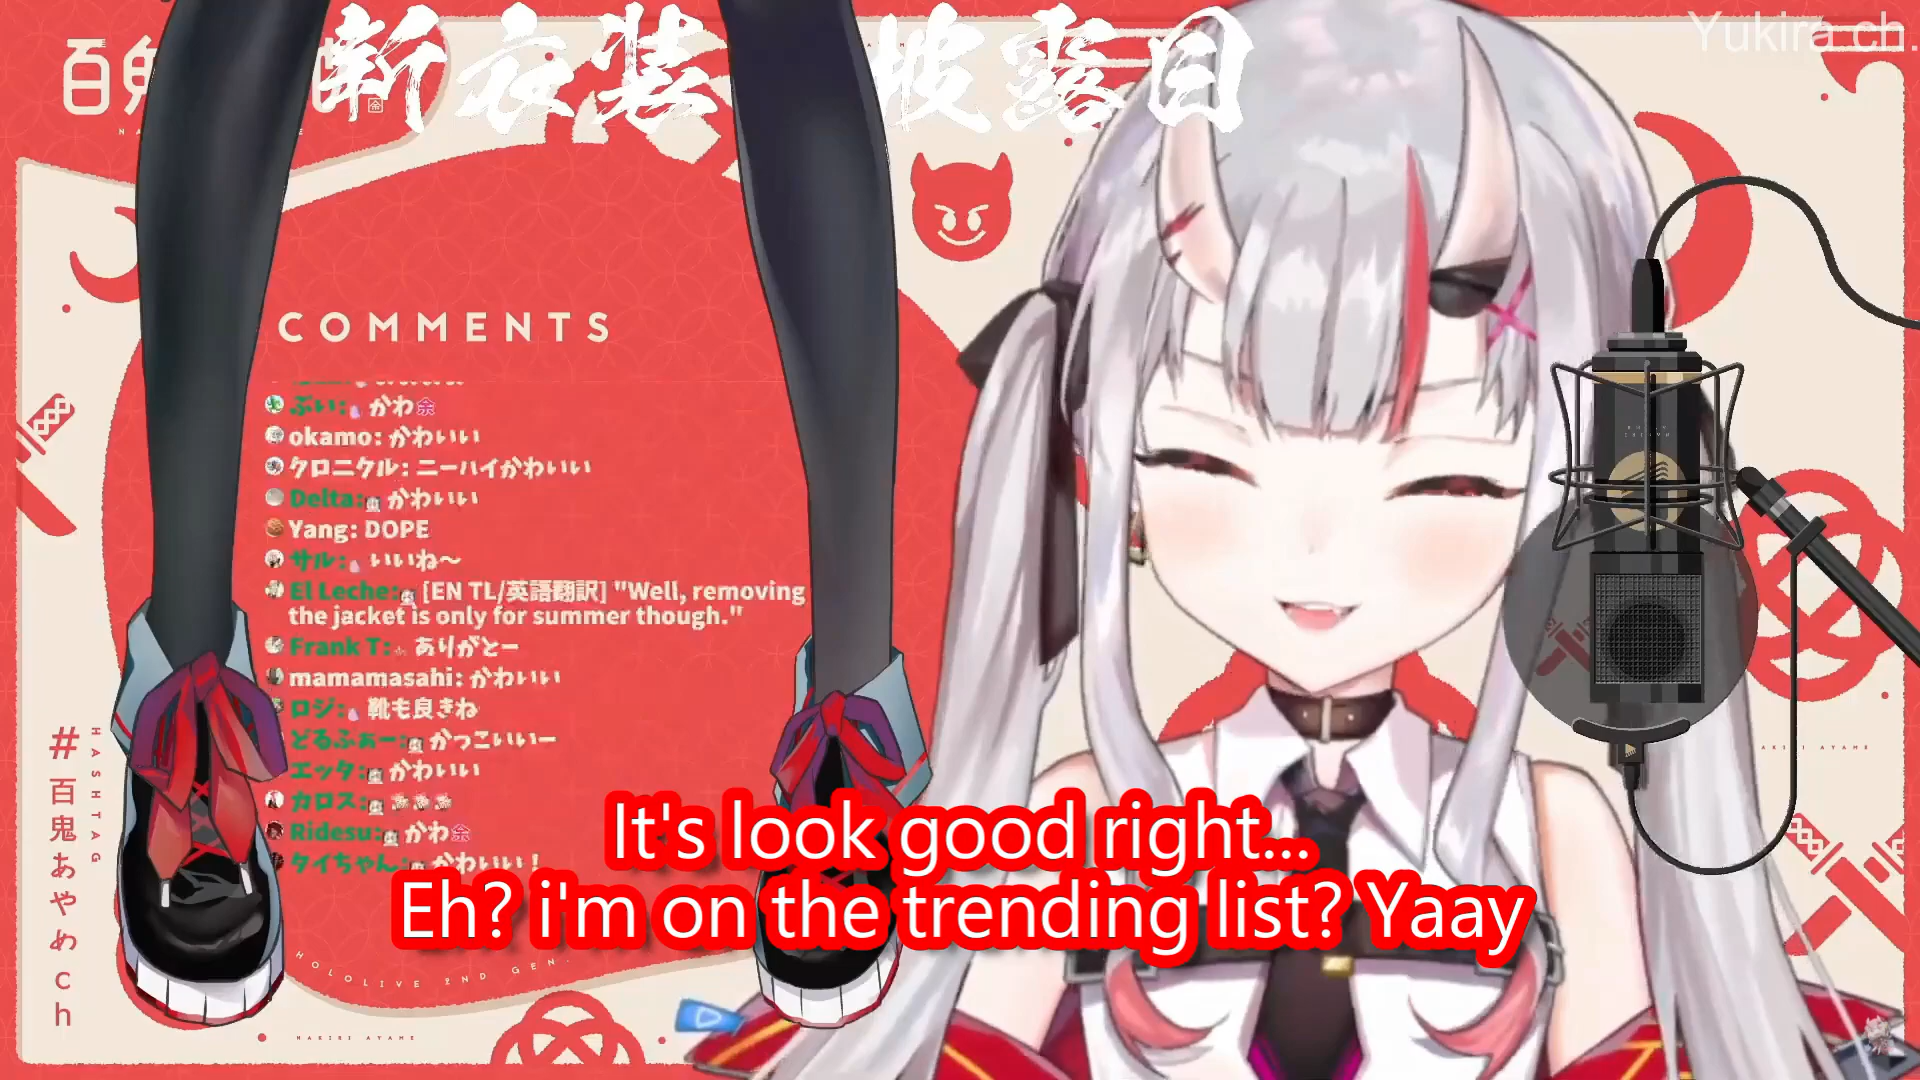 百鬼
新衣装
披露目
Yukira ch.
COMMENTS
ぶい: かわ余
okamo: かわいい
クロニクル: ニーハイかわいい
Delta: かわいい
Yang: DOPE
サル: いいね〜
El Leche: [EN TL/英語翻訳] "Well, removing
the jacket is only for summer though."
Frank T: ありがとー
mamamasahi: かわいい
ロジ: 靴も良きね
どるふぁー: かっこいいー
エッタ: かわいい
カロス:
Ridesu: かわ余
タイちゃん: かわいい!
It's look good right...
Eh? i'm on the trending list? Yaay
#百鬼あやめch
HASHTAG
HOLOLIVE 2ND GEN.
NAKIRI AYAME